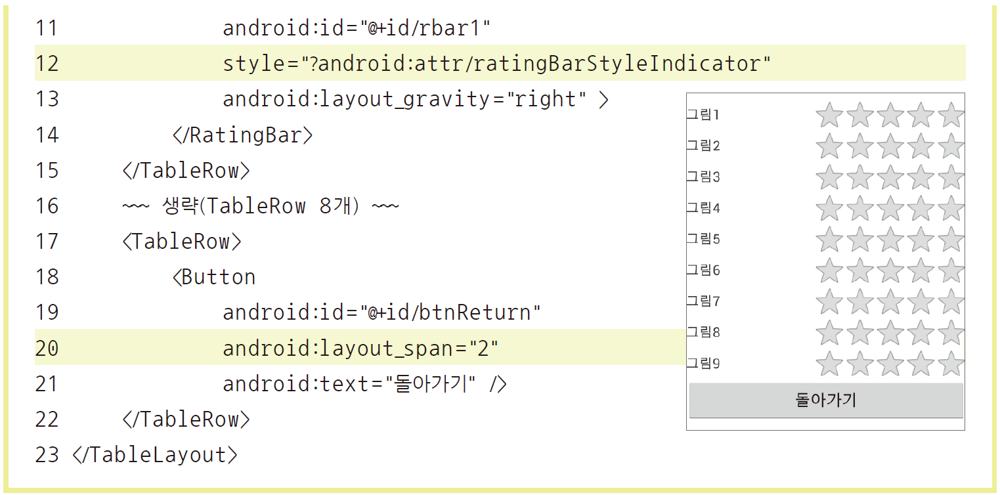 11 android:id="@+id/rbar1"
12 style="?android:attr/ratingBarStyleIndicator"
13 android:layout_gravity="right" >
14 </RatingBar>
15 </TableRow>
16 ~~~ 생략(TableRow 8개) ~~~
17 <TableRow>
18 <Button
19 android:id="@+id/btnReturn"
20 android:layout_span="2"
21 android:text="돌아가기" />
22 </TableRow>
23 </TableLayout>
그림1
그림2
그림3
그림4
그림5
그림6
그림7
그림8
그림9
돌아가기